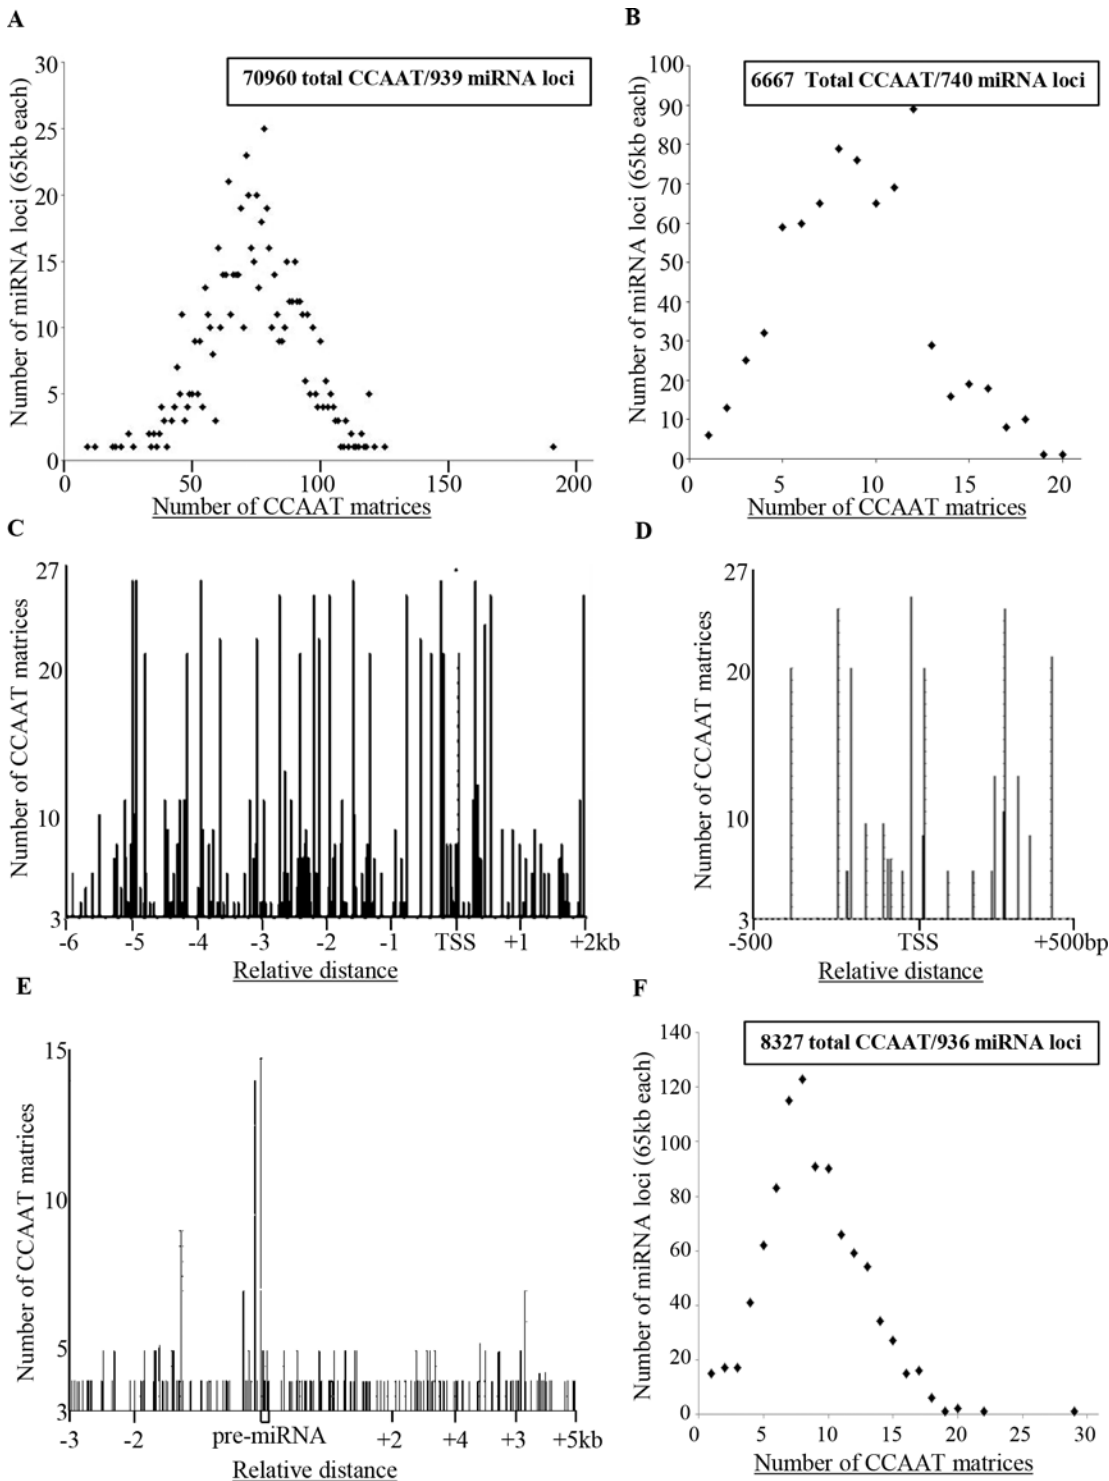 A
70960 total CCAAT/939 miRNA loci
Number of miRNA loci (65kb each)
30
25
20
15
10
5
0
0 50 100 150 200
Number of CCAAT matrices
B
6667 Total CCAAT/740 miRNA loci
Number of miRNA loci (65kb each)
100
90
80
70
60
50
40
30
20
10
0
0 5 10 15 20
Number of CCAAT matrices
C
Number of CCAAT matrices
27
20
10
3
-6 -5 -4 -3 -2 -1 TSS +1 +2kb
Relative distance
D
Number of CCAAT matrices
27
20
10
3
-500 TSS +500bp
Relative distance
E
Number of CCAAT matrices
15
10
5
3
-3 -2 pre-miRNA +2 +4 +3 +5kb
Relative distance
F
8327 total CCAAT/936 miRNA loci
Number of miRNA loci (65kb each)
140
120
100
80
60
40
20
0
0 5 10 15 20 25 30
Number of CCAAT matrices